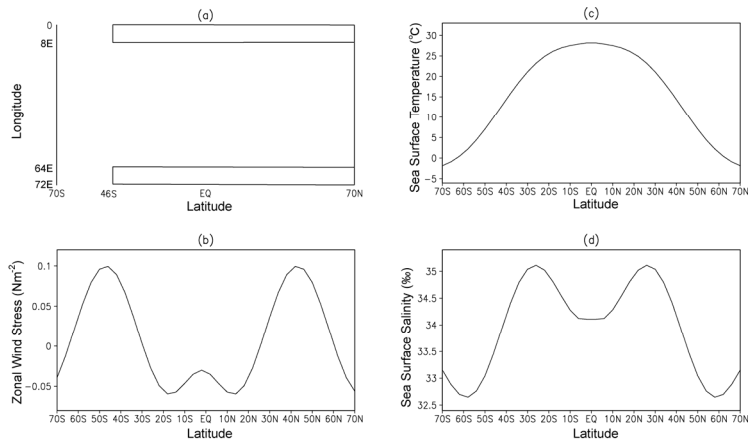 (a)
0
8E
64E
72E
Longitude
70S 46S EQ 70N
Latitude
(c)
30
25
20
15
10
5
0
-5
Sea Surface Temperature (°C)
70S 60S 50S 40S 30S 20S 10S EQ 10N 20N 30N 40N 50N 60N 70N
Latitude
(b)
0.1
0.05
0
-0.05
Zonal Wind Stress (Nm-2)
70S 60S 50S 40S 30S 20S 10S EQ 10N 20N 30N 40N 50N 60N 70N
Latitude
(d)
35
34.5
34
33.5
33
32.5
Sea Surface Salinity (‰)
70S 60S 50S 40S 30S 20S 10S EQ 10N 20N 30N 40N 50N 60N 70N
Latitude